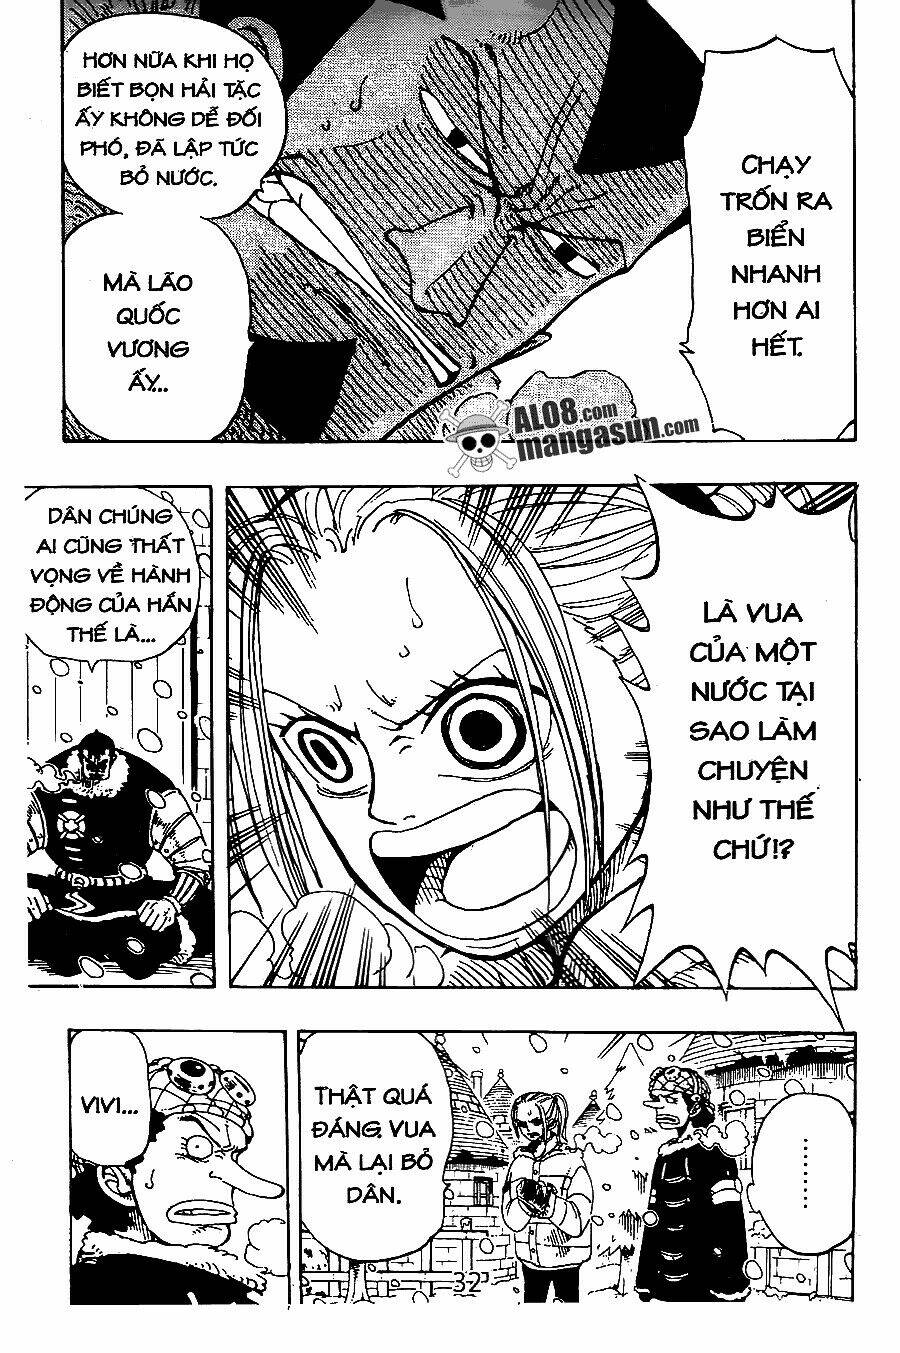 HƠN NỮA KHI HỌ
BIẾT BỌN HẢI TẶC
ẤY KHÔNG DỄ ĐỐI
PHÓ, ĐÃ LẬP TỨC
BỎ NƯỚC.
MÀ LÃO
QUỐC
VƯƠNG
ẤY...
CHẠY
TRỐN RA
BIỂN
NHANH
HƠN AI
HẾT.
AL08.com
mangasun.com
DÂN CHÚNG
AI CŨNG THẤT
VỌNG VỀ HÀNH
ĐỘNG CỦA HẮN
THẾ LÀ...
LÀ VUA
CỦA MỘT
NƯỚC TẠI
SAO LÀM
CHUYỆN
NHƯ THẾ
CHỨ!?
VIVI...
THẬT QUÁ
ĐÁNG. VUA
MÀ LẠI BỎ
DÂN.
.........
32